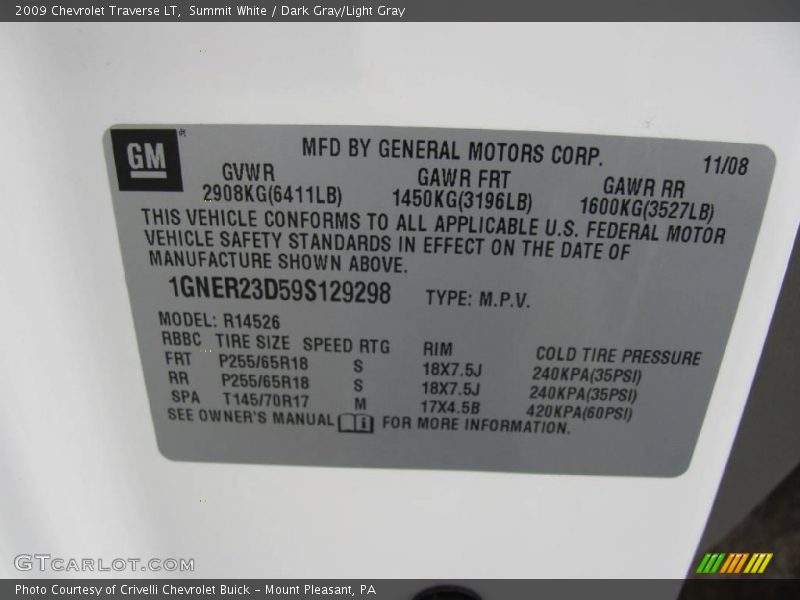 2009 Chevrolet Traverse LT, Summit White / Dark Gray/Light Gray
GM
MFD BY GENERAL MOTORS CORP. 11/08
GVWR GAWR FRT GAWR RR
2908KG(6411LB) 1450KG(3196LB) 1600KG(3527LB)
THIS VEHICLE CONFORMS TO ALL APPLICABLE U.S. FEDERAL MOTOR
VEHICLE SAFETY STANDARDS IN EFFECT ON THE DATE OF
MANUFACTURE SHOWN ABOVE.
1GNER23D59S129298 TYPE: M.P.V.
MODEL: R14526
RBBC TIRE SIZE SPEED RTG RIM COLD TIRE PRESSURE
FRT P255/65R18 S 18X7.5J 240KPA(35PSI)
RR P255/65R18 S 18X7.5J 240KPA(35PSI)
SPA T145/70R17 M 17X4.5B 420KPA(60PSI)
SEE OWNER'S MANUAL i FOR MORE INFORMATION.
GTCARLOT.COM
Photo Courtesy of Crivelli Chevrolet Buick - Mount Pleasant, PA